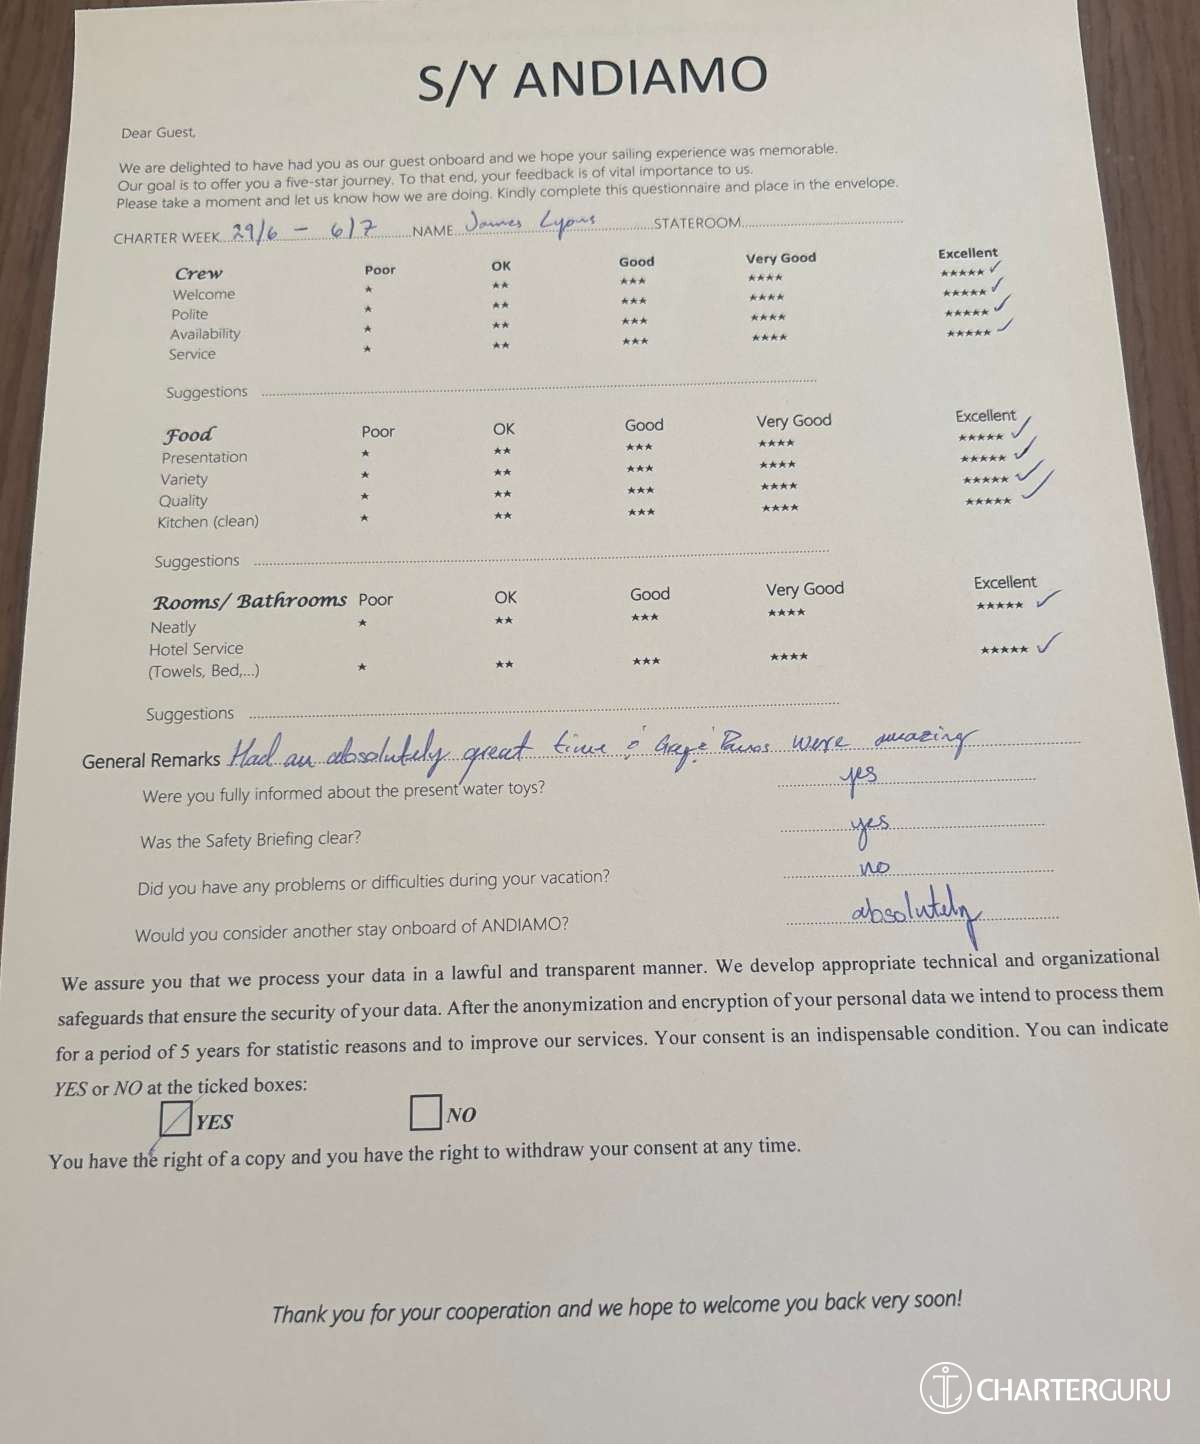 S/Y ANDIAMO
Dear Guest,
We are delighted to have had you as our guest onboard and we hope your sailing experience was memorable.
Our goal is to offer you a five-star journey. To that end, your feedback is of vital importance to us.
Please take a moment and let us know how we are doing. Kindly complete this questionnaire and place in the envelope.
CHARTER WEEK 29/6 - 6/7 NAME James Lyons STATEROOM
Crew Poor OK Good Very Good Excellent
Welcome ★ ★★ ★★★ ★★★★ ★★★★★ ✓
Polite ★ ★★ ★★★ ★★★★ ★★★★★ ✓
Availability ★ ★★ ★★★ ★★★★ ★★★★★ ✓
Service ★ ★★ ★★★ ★★★★ ★★★★★ ✓
Suggestions
Food Poor OK Good Very Good Excellent
Presentation ★ ★★ ★★★ ★★★★ ★★★★★ ✓
Variety ★ ★★ ★★★ ★★★★ ★★★★★ ✓
Quality ★ ★★ ★★★ ★★★★ ★★★★★ ✓
Kitchen (clean) ★ ★★ ★★★ ★★★★ ★★★★★ ✓
Suggestions
Rooms/ Bathrooms Poor OK Good Very Good Excellent
Neatly ★ ★★ ★★★ ★★★★ ★★★★★ ✓
Hotel Service
(Towels, Bed,...) ★ ★★ ★★★ ★★★★ ★★★★★ ✓
Suggestions
General Remarks Had an absolutely great time were amazing
Were you fully informed about the present water toys? yes
Was the Safety Briefing clear? yes
Did you have any problems or difficulties during your vacation? no
Would you consider another stay onboard of ANDIAMO? absolutely
We assure you that we process your data in a lawful and transparent manner. We develop appropriate technical and organizational
safeguards that ensure the security of your data. After the anonymization and encryption of your personal data we intend to process them
for a period of 5 years for statistic reasons and to improve our services. Your consent is an indispensable condition. You can indicate
YES or NO at the ticked boxes:
YES NO
You have the right of a copy and you have the right to withdraw your consent at any time.
Thank you for your cooperation and we hope to welcome you back very soon!
CHARTERGURU